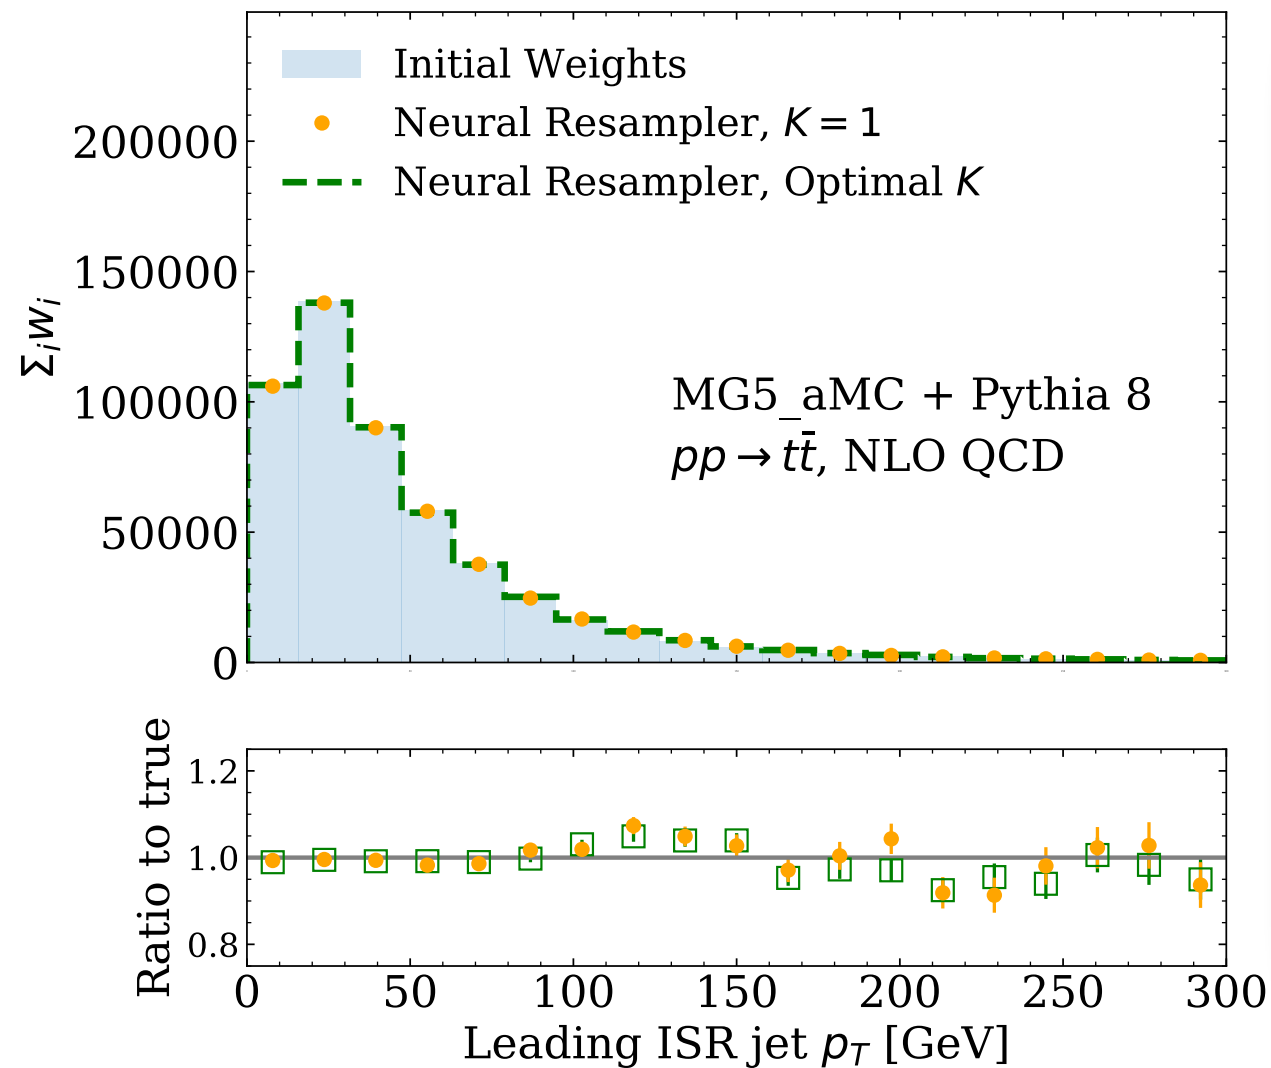 Initial Weights
Neural Resampler, K = 1
Neural Resampler, Optimal K
200000
150000
100000
50000
0
Σᵢwᵢ
MG5_aMC + Pythia 8
pp → tt̄, NLO QCD
1.2
1.0
0.8
Ratio to true
0 50 100 150 200 250 300
Leading ISR jet p_T [GeV]